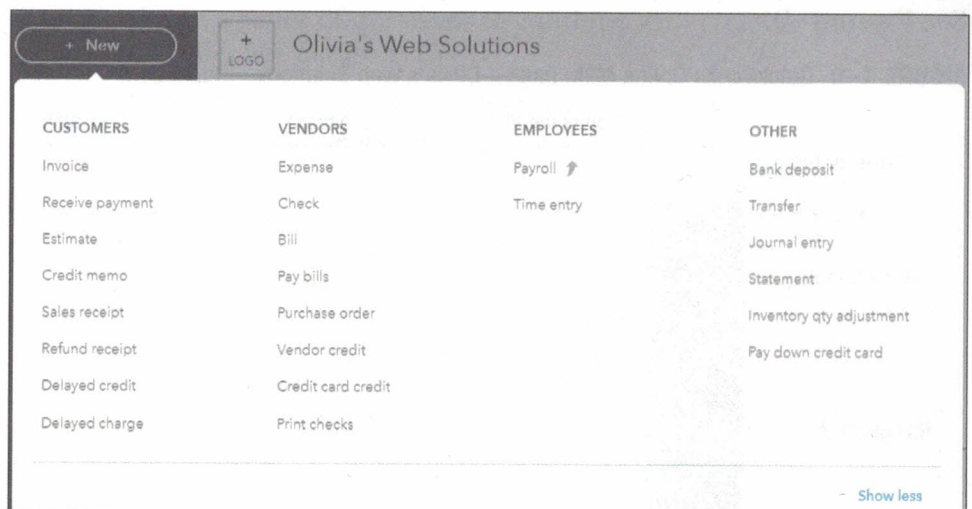 + New
+
LOGO
Olivia's Web Solutions
CUSTOMERS
Invoice
Receive payment
Estimate
Credit memo
Sales receipt
Refund receipt
Delayed credit
Delayed charge
VENDORS
Expense
Check
Bill
Pay bills
Purchase order
Vendor credit
Credit card credit
Print checks
EMPLOYEES
Payroll
Time entry
OTHER
Bank deposit
Transfer
Journal entry
Statement
Inventory qty adjustment
Pay down credit card
Show less